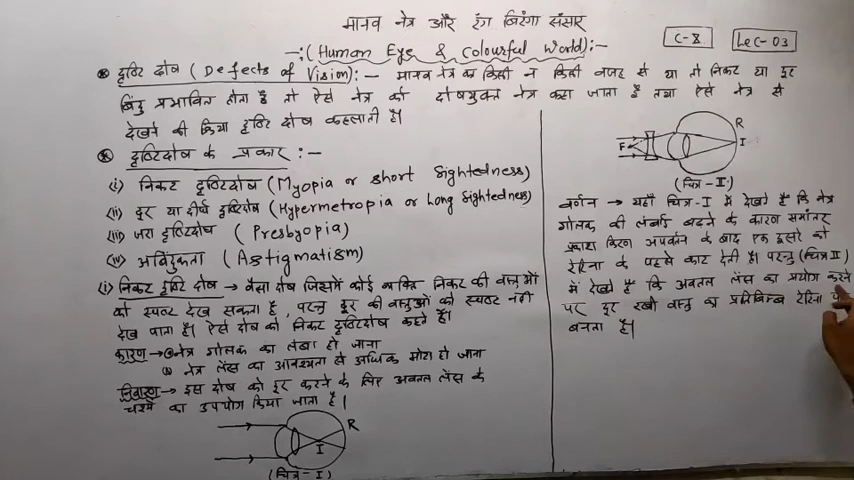 मानव नेत्र और रंग बिरंगा संसार
-:(Human Eye & Colourful World):-
C-8
Lec-03
दृष्टि दोष (Defects of Vision):- मानव नेत्र का किसी न किसी वजह से या तो निकट या दूर
बिंदु प्रभावित होता है तो ऐसे नेत्र को दोषयुक्त नेत्र कहा जाता है तथा ऐसे नेत्र से
देखने की क्रिया दृष्टि दोष कहलाती है।
दृष्टिदोष के प्रकार:-
(i) निकट दृष्टिदोष (Myopia or short Sightedness)
(ii) दूर या दीर्घ दृष्टिदोष (Hypermetropia or Long Sightedness)
(iii) जरा दृष्टिदोष (Presbyopia)
(iv) अबिंदुकता (Astigmatism)
(i) निकट दृष्टि दोष → वैसा दोष जिसमें कोई व्यक्ति निकट की वस्तुओं
को स्पष्ट देख सकता है, परन्तु दूर की वस्तुओं को स्पष्ट नहीं
देख पाता है। ऐसे दोष को निकट दृष्टिदोष कहते हैं।
कारण → नेत्र गोलक का लंबा हो जाना
नेत्र लेंस का आवश्यता से अधिक मोटा हो जाना
निवारण → इस दोष को दूर करने के लिए अवतल लेंस के
चश्मे का उपयोग किया जाता है।
R
I
(चित्र-I)
F
R
I
(चित्र-II)
वर्णन → यहाँ चित्र-I में देखते हैं कि नेत्र
गोलक की लंबाई बढ़ने के कारण समांतर
प्रकाश किरण अपवर्तन के बाद एक दूसरे को
रेटिना के पहले काट देती है। परन्तु (चित्र II)
में देखते हैं कि अवतल लेंस का प्रयोग करने
पर दूर रखी वस्तु का प्रतिबिम्ब रेटिना
बनता है।